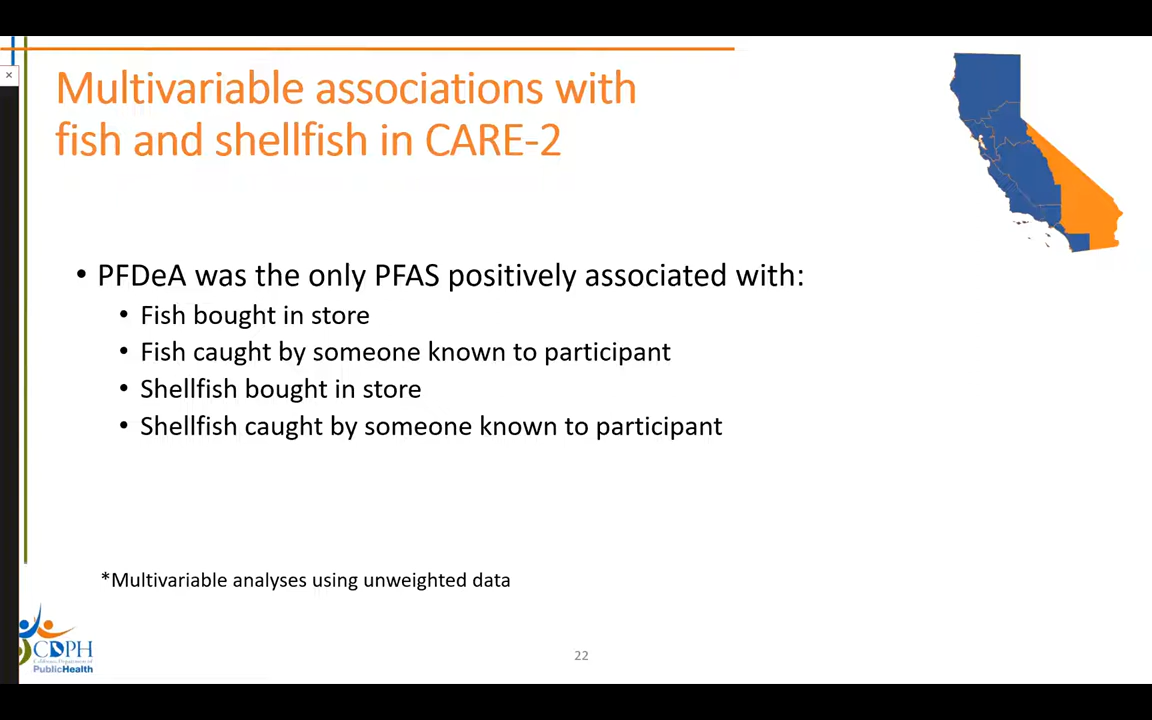 Multivariable associations with
fish and shellfish in CARE-2
• PFDeA was the only PFAS positively associated with:
• Fish bought in store
• Fish caught by someone known to participant
• Shellfish bought in store
• Shellfish caught by someone known to participant
*Multivariable analyses using unweighted data
CDPH
California Department of
PublicHealth
22